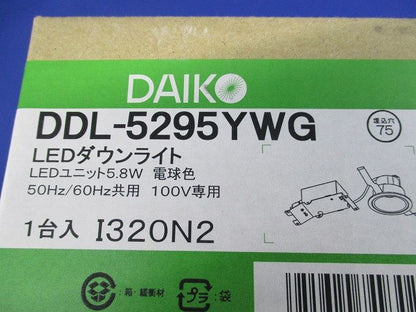 DAIKO
DDL-5295YWG
埋込穴
75
LEDダウンライト
LEDユニット5.8W 電球色
50Hz/60Hz共用 100V専用
1台入 I320N2
:箱・緩衝材
プラ :袋